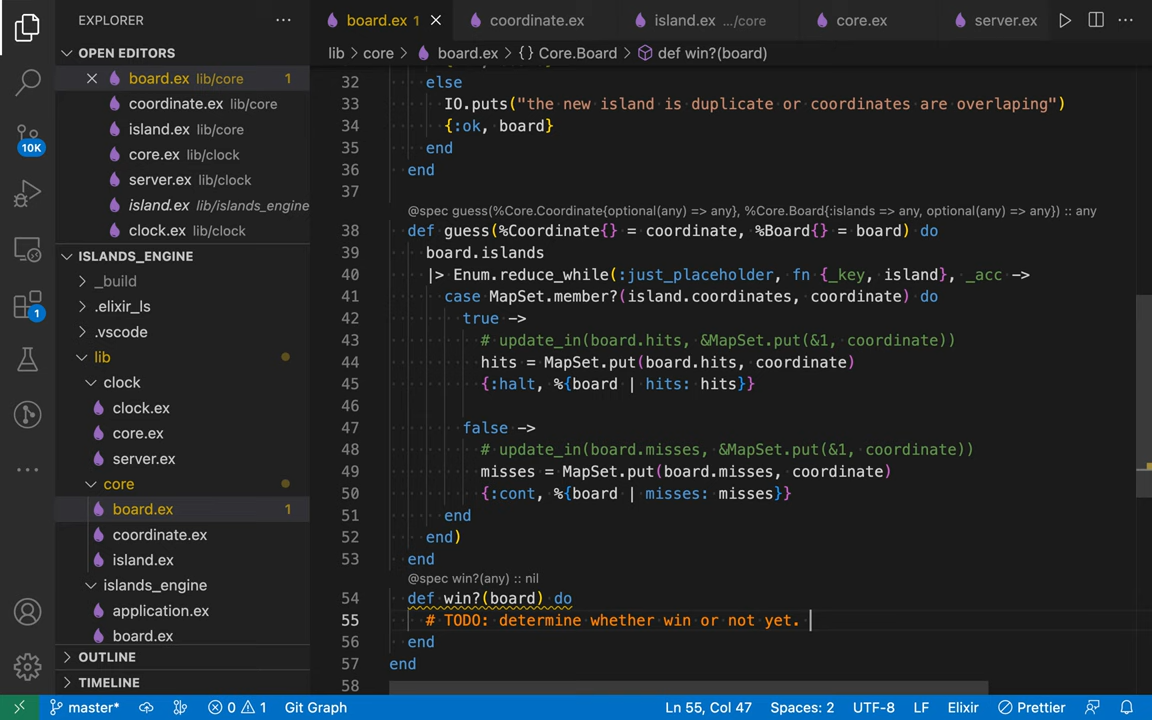 EXPLORER
OPEN EDITORS
board.ex lib/core 1
coordinate.ex lib/core
island.ex lib/core
core.ex lib/clock
server.ex lib/clock
island.ex lib/islands_engine
clock.ex lib/clock
ISLANDS_ENGINE
_build
.elixir_ls
.vscode
lib
clock
clock.ex
core.ex
server.ex
core
board.ex 1
coordinate.ex
island.ex
islands_engine
application.ex
board.ex
OUTLINE
TIMELINE
10K
1
board.ex 1 coordinate.ex island.ex .../core core.ex server.ex
lib > core > board.ex > {} Core.Board > def win?(board)
32 else
33 IO.puts("the new island is duplicate or coordinates are overlaping")
34 {:ok, board}
35 end
36 end
37
@spec guess(%Core.Coordinate{optional(any) => any}, %Core.Board{:islands => any, optional(any) => any}) :: any
38 def guess(%Coordinate{} = coordinate, %Board{} = board) do
39 board.islands
40 |> Enum.reduce_while(:just_placeholder, fn {_key, island}, _acc ->
41 case MapSet.member?(island.coordinates, coordinate) do
42 true ->
43 # update_in(board.hits, &MapSet.put(&1, coordinate))
44 hits = MapSet.put(board.hits, coordinate)
45 {:halt, %{board | hits: hits}}
46
47 false ->
48 # update_in(board.misses, &MapSet.put(&1, coordinate))
49 misses = MapSet.put(board.misses, coordinate)
50 {:cont, %{board | misses: misses}}
51 end
52 end)
53 end
@spec win?(any) :: nil
54 def win?(board) do
55 # TODO: determine whether win or not yet.
56 end
57 end
58
master* 0 1 Git Graph Ln 55, Col 47 Spaces: 2 UTF-8 LF Elixir Prettier